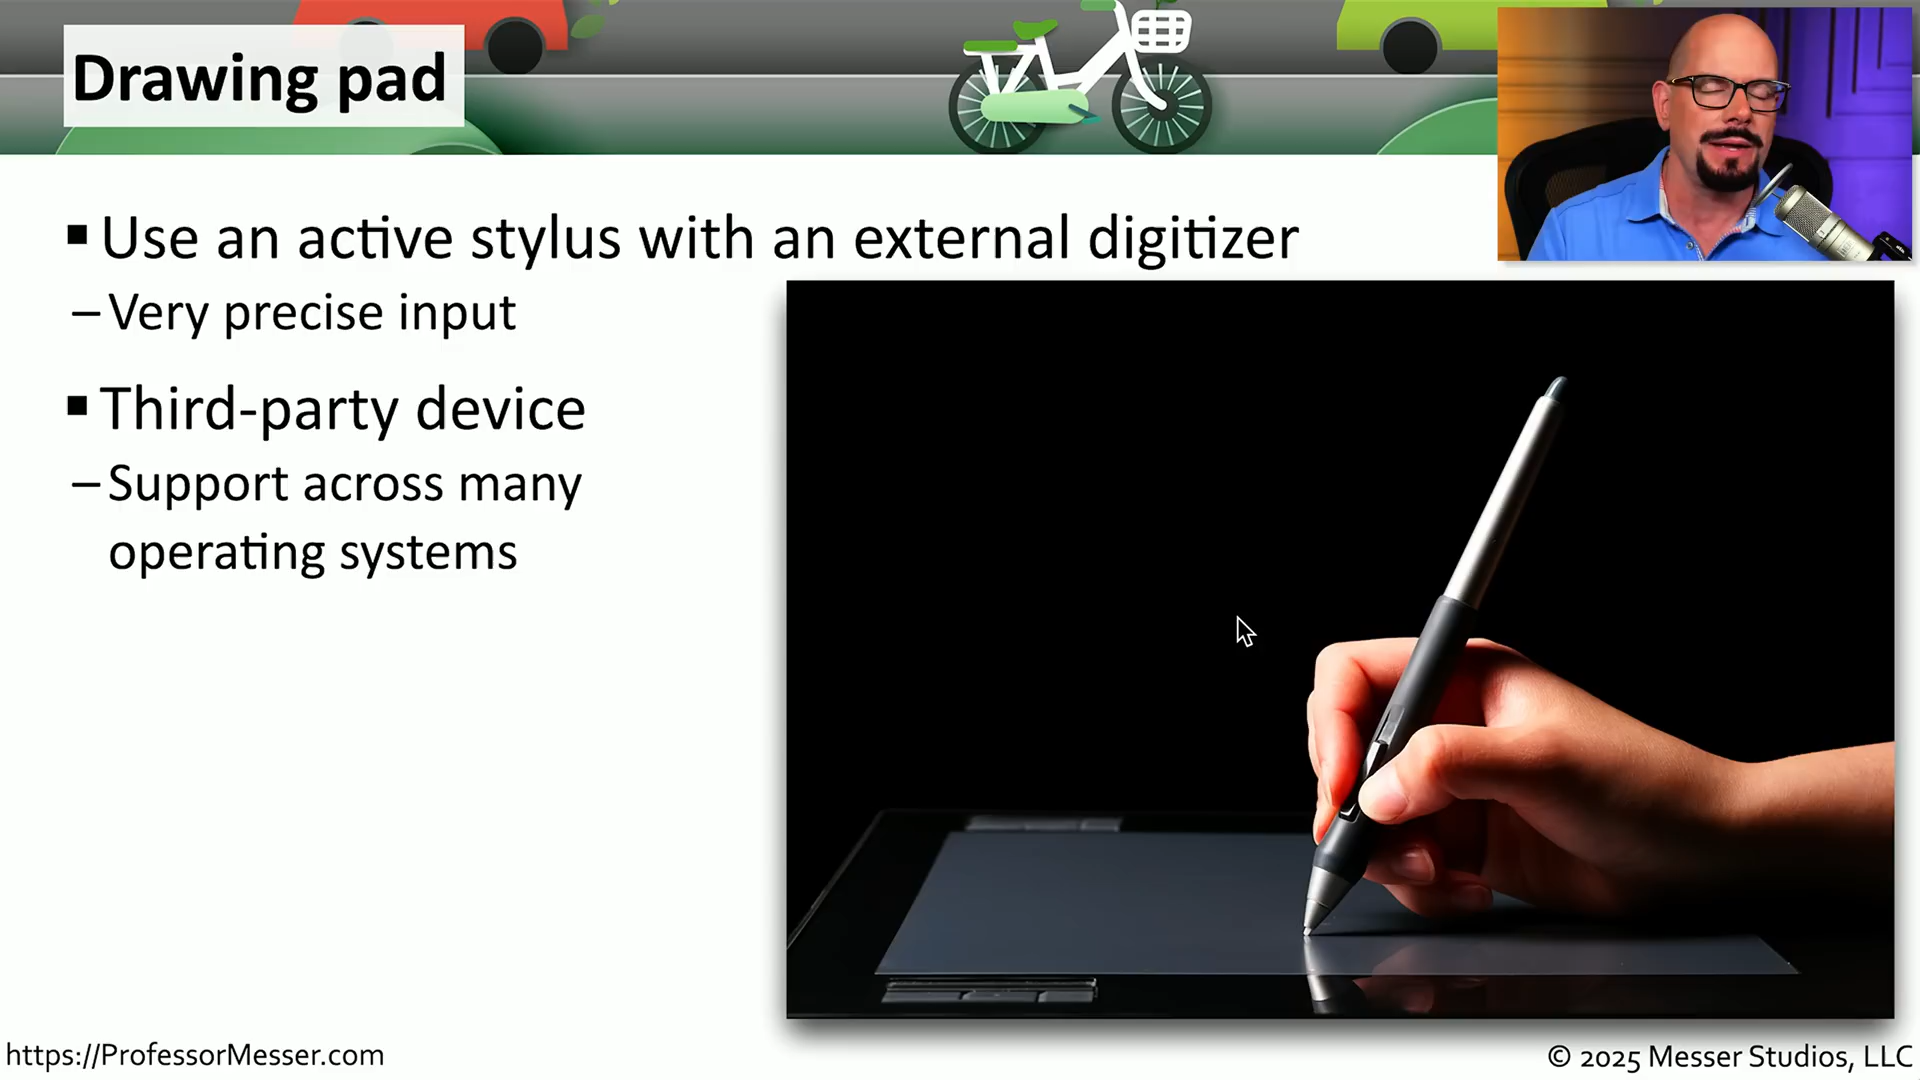 Drawing pad
▪ Use an active stylus with an external digitizer
– Very precise input
▪ Third-party device
– Support across many
operating systems
https://ProfessorMesser.com
© 2025 Messer Studios, LLC